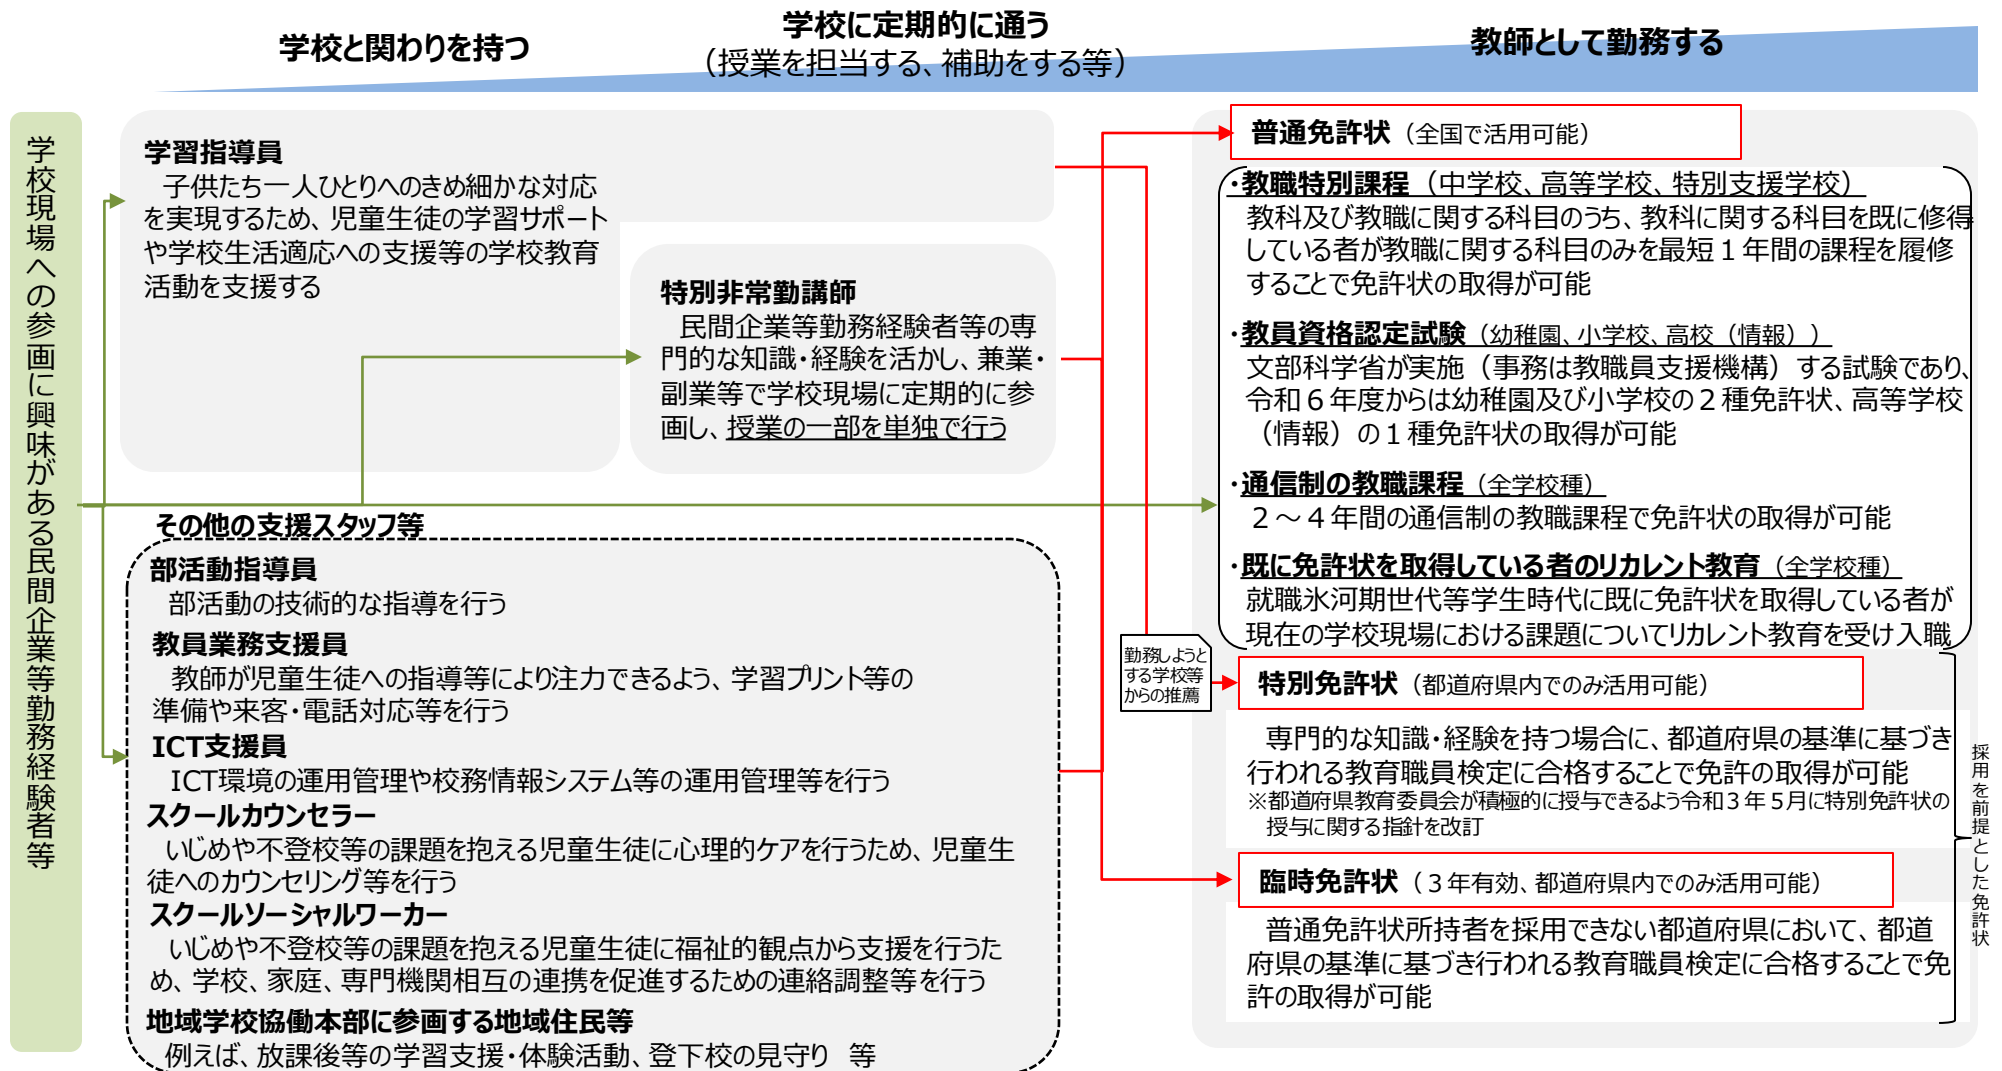 学校と関わりを持つ
学校に定期的に通う
（授業を担当する、補助をする等）
教師として勤務する
学校現場への参画に興味がある民間企業等勤務経験者等
学習指導員
子供たち一人ひとりへのきめ細かな対応
を実現するため、児童生徒の学習サポート
や学校生活適応への支援等の学校教育
活動を支援する
特別非常勤講師
民間企業等勤務経験者等の専
門的な知識・経験を活かし、兼業・
副業等で学校現場に定期的に参
画し、授業の一部を単独で行う
その他の支援スタッフ等
部活動指導員
部活動の技術的な指導を行う
教員業務支援員
教師が児童生徒への指導等により注力できるよう、学習プリント等の
準備や来客・電話対応等を行う
ICT支援員
ICT環境の運用管理や校務情報システム等の運用管理等を行う
スクールカウンセラー
いじめや不登校等の課題を抱える児童生徒に心理的ケアを行うため、児童生
徒へのカウンセリング等を行う
スクールソーシャルワーカー
いじめや不登校等の課題を抱える児童生徒に福祉的観点から支援を行うた
め、学校、家庭、専門機関相互の連携を促進するための連絡調整等を行う
地域学校協働本部に参画する地域住民等
例えば、放課後等の学習支援・体験活動、登下校の見守り　等
普通免許状（全国で活用可能）
・教職特別課程（中学校、高等学校、特別支援学校）
教科及び教職に関する科目のうち、教科に関する科目を既に修得
している者が教職に関する科目のみを最短１年間の課程を履修
することで免許状の取得が可能
・教員資格認定試験（幼稚園、小学校、高校（情報））
文部科学省が実施（事務は教職員支援機構）する試験であり、
令和６年度からは幼稚園及び小学校の２種免許状、高等学校
（情報）の１種免許状の取得が可能
・通信制の教職課程（全学校種）
２～４年間の通信制の教職課程で免許状の取得が可能
・既に免許状を取得している者のリカレント教育（全学校種）
就職氷河期世代等学生時代に既に免許状を取得している者が
現在の学校現場における課題についてリカレント教育を受け入職
勤務しようと
する学校等
からの推薦
特別免許状（都道府県内でのみ活用可能）
専門的な知識・経験を持つ場合に、都道府県の基準に基づき
行われる教育職員検定に合格することで免許の取得が可能
※都道府県教育委員会が積極的に授与できるよう令和３年５月に特別免許状の
授与に関する指針を改訂
臨時免許状（３年有効、都道府県内でのみ活用可能）
普通免許状所持者を採用できない都道府県において、都道
府県の基準に基づき行われる教育職員検定に合格することで免
許の取得が可能
採用を前提とした免許状